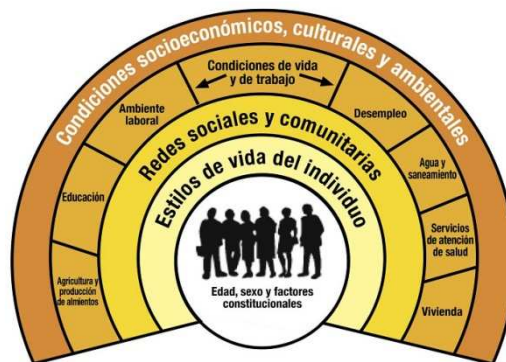 Condiciones socioeconómicos, culturales y ambientales
Condiciones de vida
y de trabajo
Ambiente
laboral
Desempleo
Educación
Agua y
saneamiento
Servicios
de atención
de salud
Agricultura y
producción
de almientos
Vivienda
Redes sociales y comunitarias
Estilos de vida del individuo
Edad, sexo y factores
constitucionales